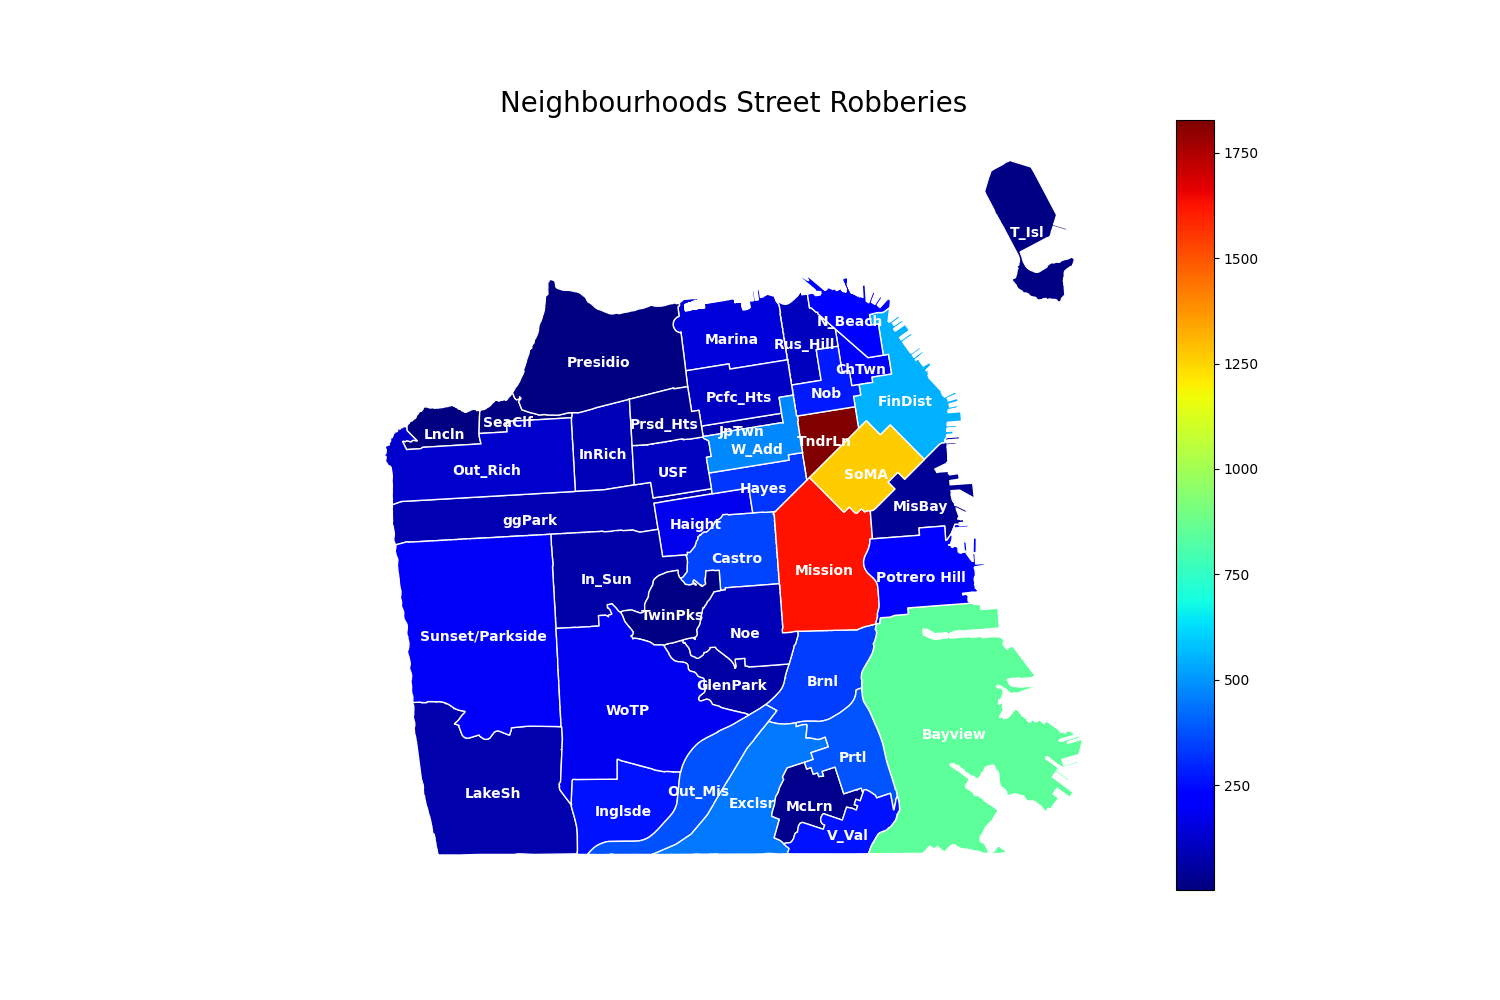 Neighbourhoods Street Robberies
1750
T_Isl
1500
N_Beach
Marina
Rus_Hill
Presidio
ChTwn
1250
Nob
Pcfc_Hts
FinDist
SeaClf
Prsd_Hts
JpTwn
Lncln
TndrLn
W_Add
InRich
Out_Rich
USF
SoMA
1000
Hayes
MisBay
ggPark
Haight
Castro
Mission
750
Potrero Hill
In_Sun
TwinPks
Noe
Sunset/Parkside
500
Brnl
GlenPark
WoTP
Bayview
Prtl
250
Out_Mis
LakeSh
Exclsr
McLrn
Inglsde
V_Val